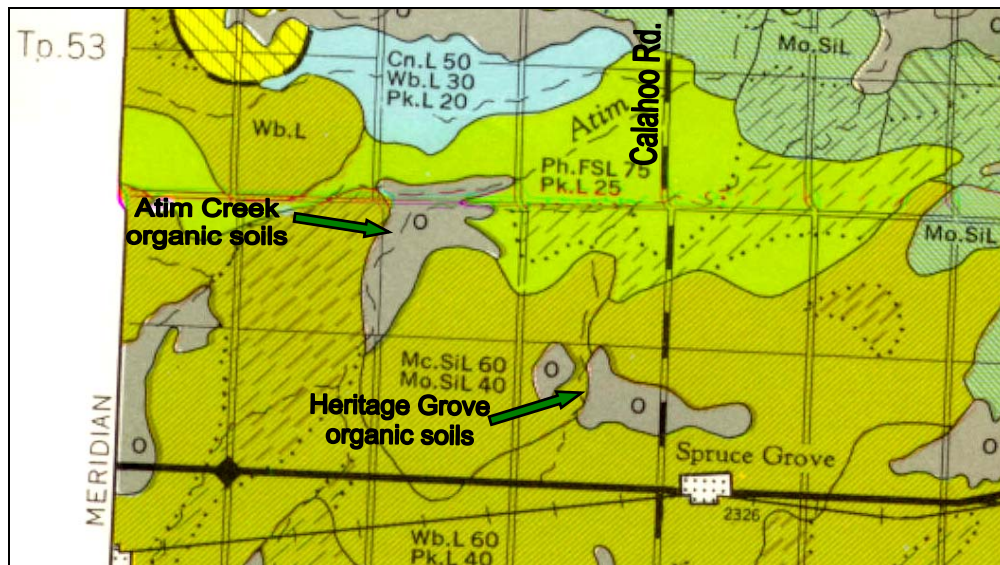 Tp.53
Cn.L 50
Wb.L 30
Pk.L 20
Calahoo Rd.
Mo.SiL
O
O
Wb.L
Atim
Ph.FSL 75
Pk.L 25
Atim Creek
organic soils
O
Mo.SiL
Mc.SiL 60
Mo.SiL 40
O
Heritage Grove
organic soils
O
O
O
Spruce Grove
MERIDIAN
2326
Wb.L 60
Pk.L 40